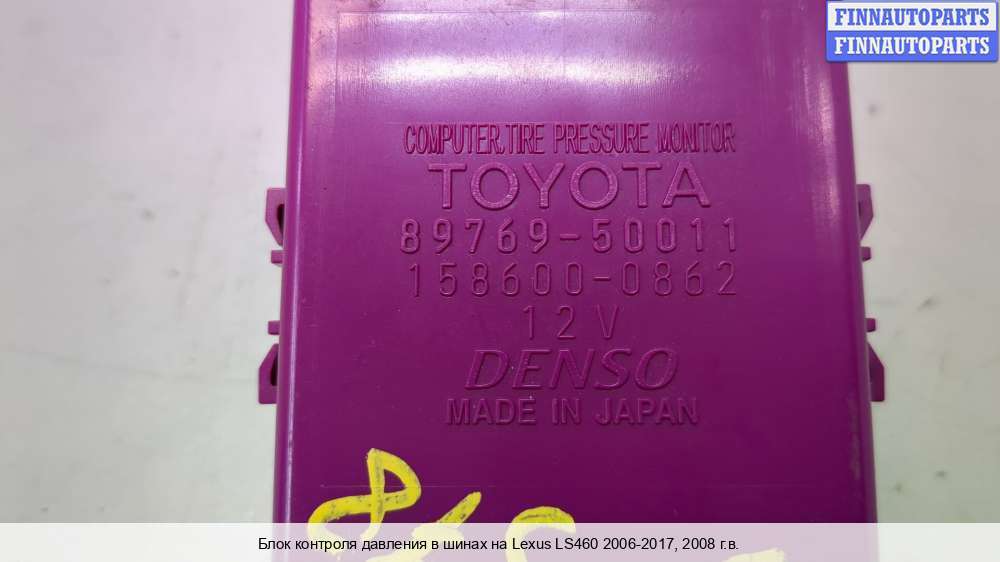 FINNAUTOPARTS
FINNAUTOPARTS
COMPUTER,TIRE PRESSURE MONITOR
TOYOTA
89769-50011
158600-0862
12V
DENSO
MADE IN JAPAN
Блок контроля давления в шинах на Lexus LS460 2006-2017, 2008 г.в.